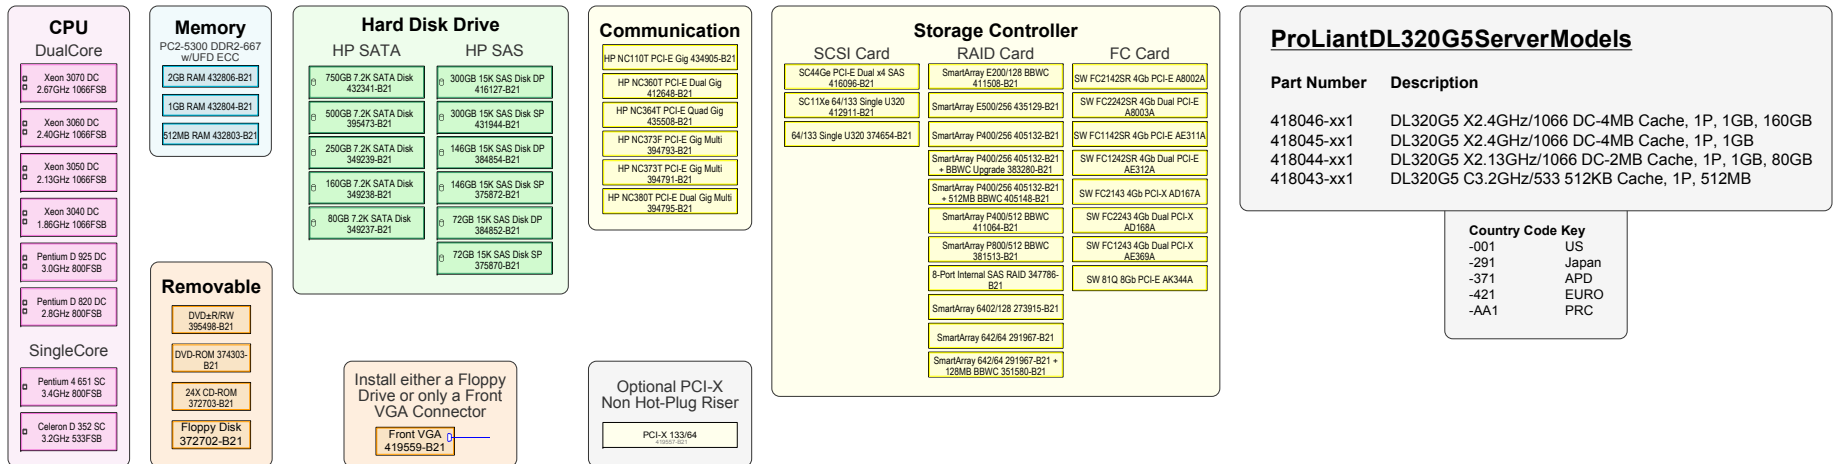 CPU
DualCore
Xeon 3070 DC
2.67GHz 1066FSB
Xeon 3060 DC
2.40GHz 1066FSB
Xeon 3050 DC
2.13GHz 1066FSB
Xeon 3040 DC
1.86GHz 1066FSB
Pentium D 925 DC
3.0GHz 800FSB
Pentium D 820 DC
2.8GHz 800FSB
SingleCore
Pentium 4 651 SC
3.4GHz 800FSB
Celeron D 352 SC
3.2GHz 533FSB
Memory
PC2-5300 DDR2-667
w/UFD ECC
2GB RAM 432806-B21
1GB RAM 432804-B21
512MB RAM 432803-B21
Removable
DVD±R/RW
395498-B21
DVD-ROM 374303-
B21
24X CD-ROM
372703-B21
Floppy Disk
372702-B21
Hard Disk Drive
HP SATA
750GB 7.2K SATA Disk
432341-B21
500GB 7.2K SATA Disk
395473-B21
250GB 7.2K SATA Disk
349239-B21
160GB 7.2K SATA Disk
349238-B21
80GB 7.2K SATA Disk
349237-B21
HP SAS
300GB 15K SAS Disk DP
416127-B21
300GB 15K SAS Disk SP
431944-B21
146GB 15K SAS Disk DP
384854-B21
146GB 15K SAS Disk SP
375872-B21
72GB 15K SAS Disk DP
384852-B21
72GB 15K SAS Disk SP
375870-B21
Install either a Floppy
Drive or only a Front
VGA Connector
Front VGA
419559-B21
Communication
HP NC110T PCI-E Gig 434905-B21
HP NC360T PCI-E Dual Gig
412648-B21
HP NC364T PCI-E Quad Gig
435508-B21
HP NC373F PCI-E Gig Multi
394793-B21
HP NC373T PCI-E Gig Multi
394791-B21
HP NC380T PCI-E Dual Gig Multi
394795-B21
Optional PCI-X
Non Hot-Plug Riser
PCI-X 133/64
419557-B21
Storage Controller
SCSI Card
SC44Ge PCI-E Dual x4 SAS
416096-B21
SC11Xe 64/133 Single U320
412911-B21
64/133 Single U320 374654-B21
RAID Card
SmartArray E200/128 BBWC
411508-B21
SmartArray E500/256 435129-B21
SmartArray P400/256 405132-B21
SmartArray P400/256 405132-B21
+ BBWC Upgrade 383280-B21
SmartArray P400/256 405132-B21
+ 512MB BBWC 405148-B21
SmartArray P400/512 BBWC
411064-B21
SmartArray P800/512 BBWC
381513-B21
8-Port Internal SAS RAID 347786-
B21
SmartArray 6402/128 273915-B21
SmartArray 642/64 291967-B21
SmartArray 642/64 291967-B21 +
128MB BBWC 351580-B21
FC Card
SW FC2142SR 4Gb PCI-E A8002A
SW FC2242SR 4Gb Dual PCI-E
A8003A
SW FC1142SR 4Gb PCI-E AE311A
SW FC1242SR 4Gb Dual PCI-E
AE312A
SW FC2143 4Gb PCI-X AD167A
SW FC2243 4Gb Dual PCI-X
AD168A
SW FC1243 4Gb Dual PCI-X
AE369A
SW 81Q 8Gb PCI-E AK344A
ProLiantDL320G5ServerModels
Part Number Description
418046-xx1 DL320G5 X2.4GHz/1066 DC-4MB Cache, 1P, 1GB, 160GB
418045-xx1 DL320G5 X2.4GHz/1066 DC-4MB Cache, 1P, 1GB
418044-xx1 DL320G5 X2.13GHz/1066 DC-2MB Cache, 1P, 1GB, 80GB
418043-xx1 DL320G5 C3.2GHz/533 512KB Cache, 1P, 512MB
Country Code Key
-001 US
-291 Japan
-371 APD
-421 EURO
-AA1 PRC